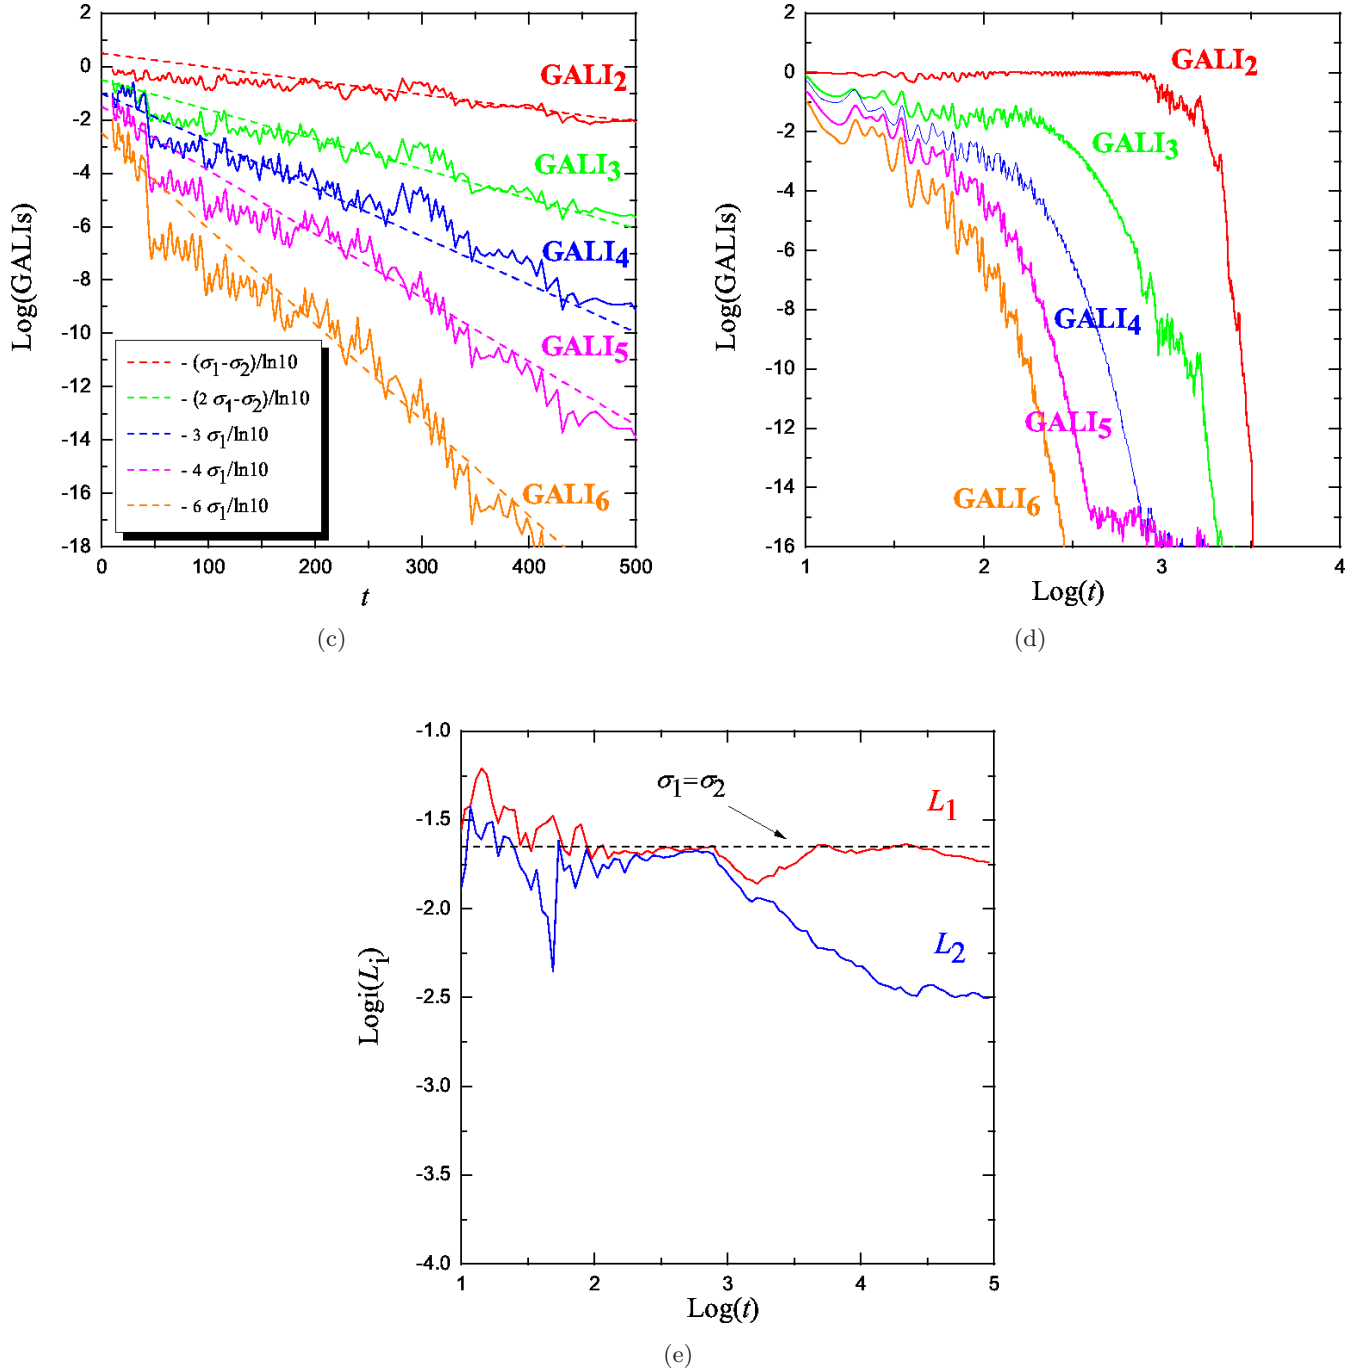 2
0
-2
-4
-6
-8
-10
-12
-14
-16
-18
Log(GALIs)
GALI2
GALI3
GALI4
GALI5
GALI6
- (σ1-σ2)/ln10
- (2 σ1-σ2)/ln10
- 3 σ1/ln10
- 4 σ1/ln10
- 6 σ1/ln10
0 100 200 300 400 500
t
(c)
2
0
-2
-4
-6
-8
-10
-12
-14
-16
Log(GALIs)
GALI2
GALI3
GALI4
GALI5
GALI6
1 2 3 4
Log(t)
(d)
-1.0
-1.5
-2.0
-2.5
-3.0
-3.5
-4.0
Logi(Li)
σ1=σ2
L1
L2
1 2 3 4 5
Log(t)
(e)